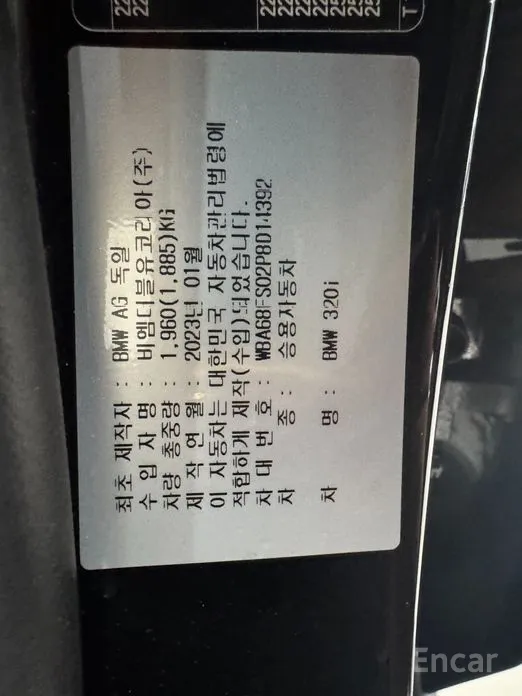 최초 제작자 : BMW AG 독일
수 입 자 명 : 비엠더블유코리아(주)
차량 총중량 : 1,960(1,885)KG
제 작 연 월 : 2023년 01월
이 자동차는 대한민국 자동차관리법령에
적합하게 제작(수입)되었습니다.
차 대 번 호 : WBA68FS02P8D14392
차 종 : 승용자동차
차 명 : BMW 320i
Encar